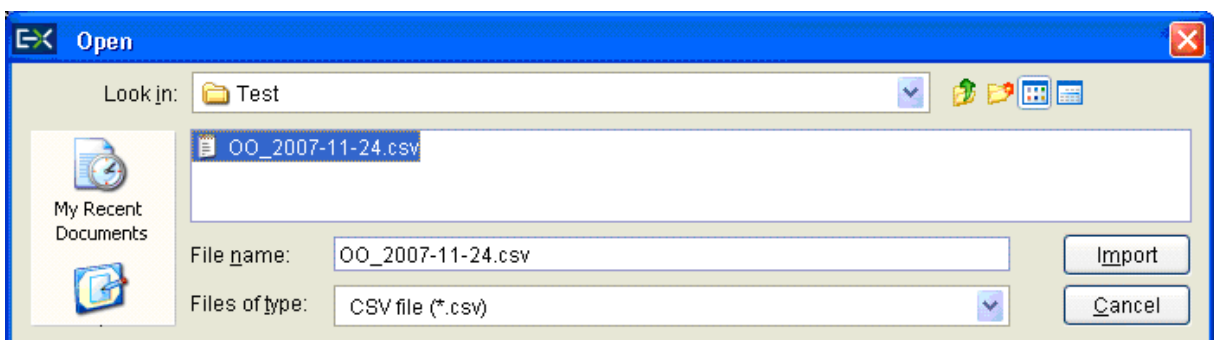 EX Open
Look in: Test
OO_2007-11-24.csv
My Recent
Documents
File name: OO_2007-11-24.csv Import
Files of type: CSV file (*.csv) Cancel